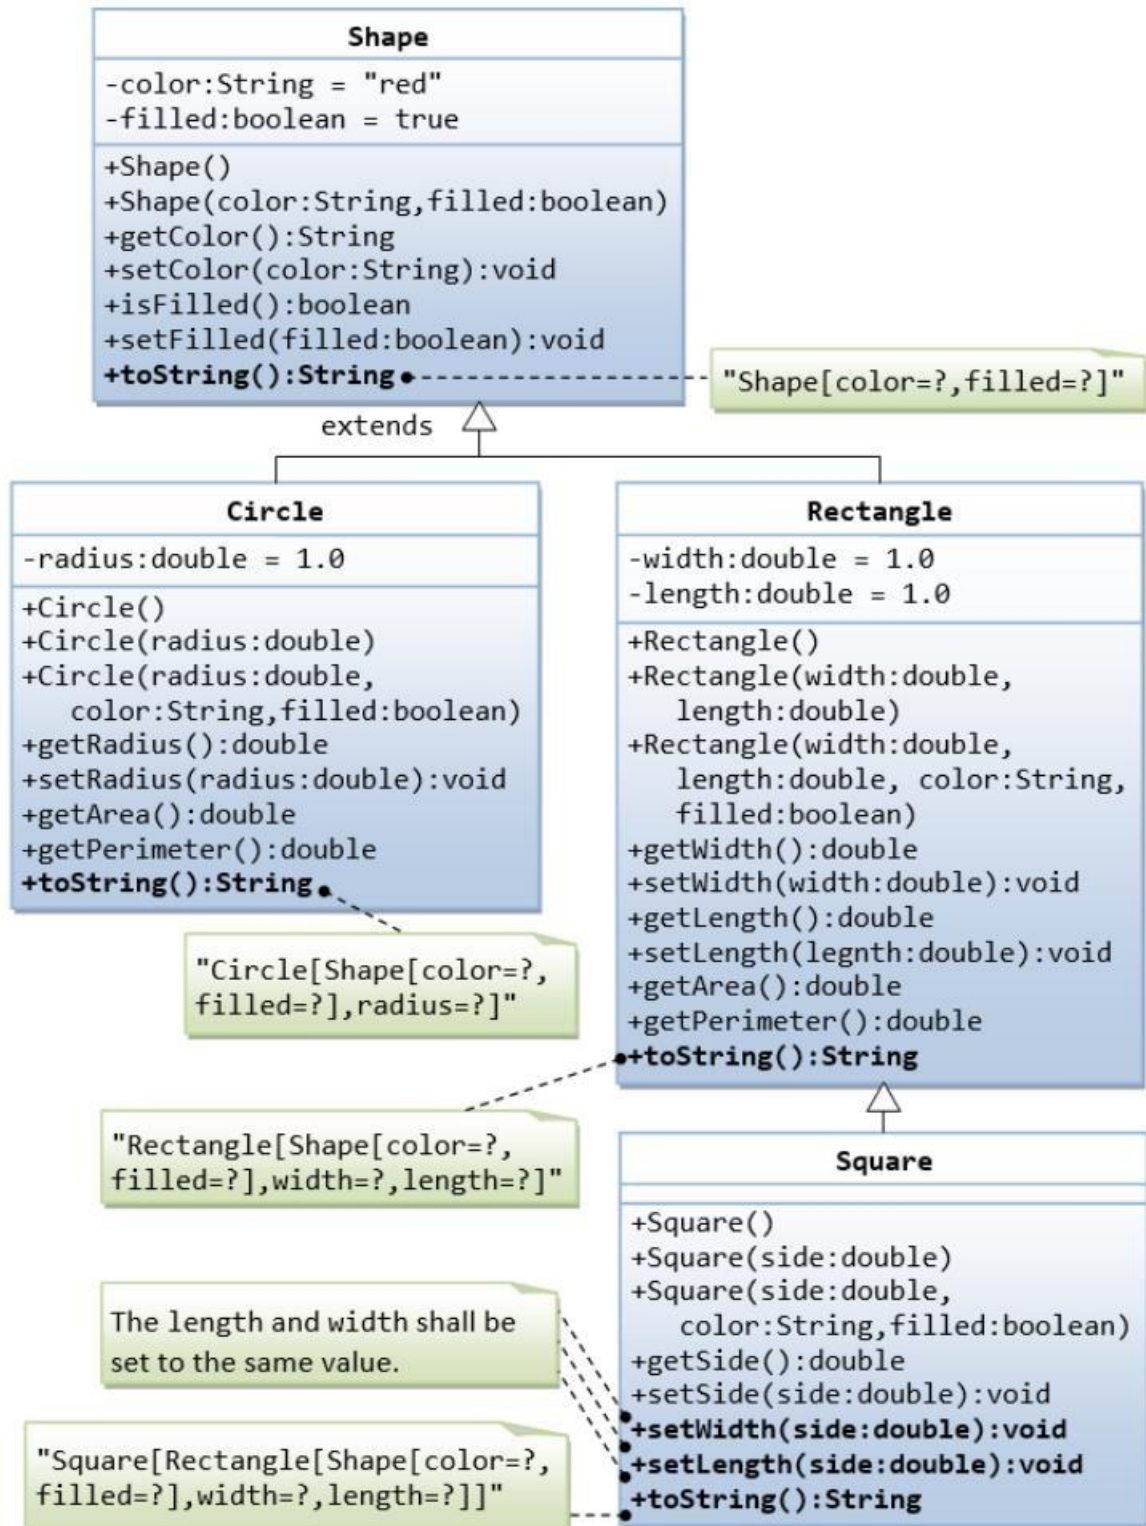 Shape
-color:String = "red"
-filled:boolean = true
+Shape()
+Shape(color:String,filled:boolean)
+getColor():String
+setColor(color:String):void
+isFilled():boolean
+setFilled(filled:boolean):void
+toString():String
"Shape[color=?,filled=?]"
extends
Circle
-radius:double = 1.0
+Circle()
+Circle(radius:double)
+Circle(radius:double,
color:String,filled:boolean)
+getRadius():double
+setRadius(radius:double):void
+getArea():double
+getPerimeter():double
+toString():String
"Circle[Shape[color=?,
filled=?],radius=?]"
Rectangle
-width:double = 1.0
-length:double = 1.0
+Rectangle()
+Rectangle(width:double,
length:double)
+Rectangle(width:double,
length:double, color:String,
filled:boolean)
+getWidth():double
+setWidth(width:double):void
+getLength():double
+setLength(legnth:double):void
+getArea():double
+getPerimeter():double
+toString():String
"Rectangle[Shape[color=?,
filled=?],width=?,length=?]"
Square
+Square()
+Square(side:double)
+Square(side:double,
color:String,filled:boolean)
+getSide():double
+setSide(side:double):void
+setWidth(side:double):void
+setLength(side:double):void
+toString():String
The length and width shall be
set to the same value.
"Square[Rectangle[Shape[color=?,
filled=?],width=?,length=?]]"